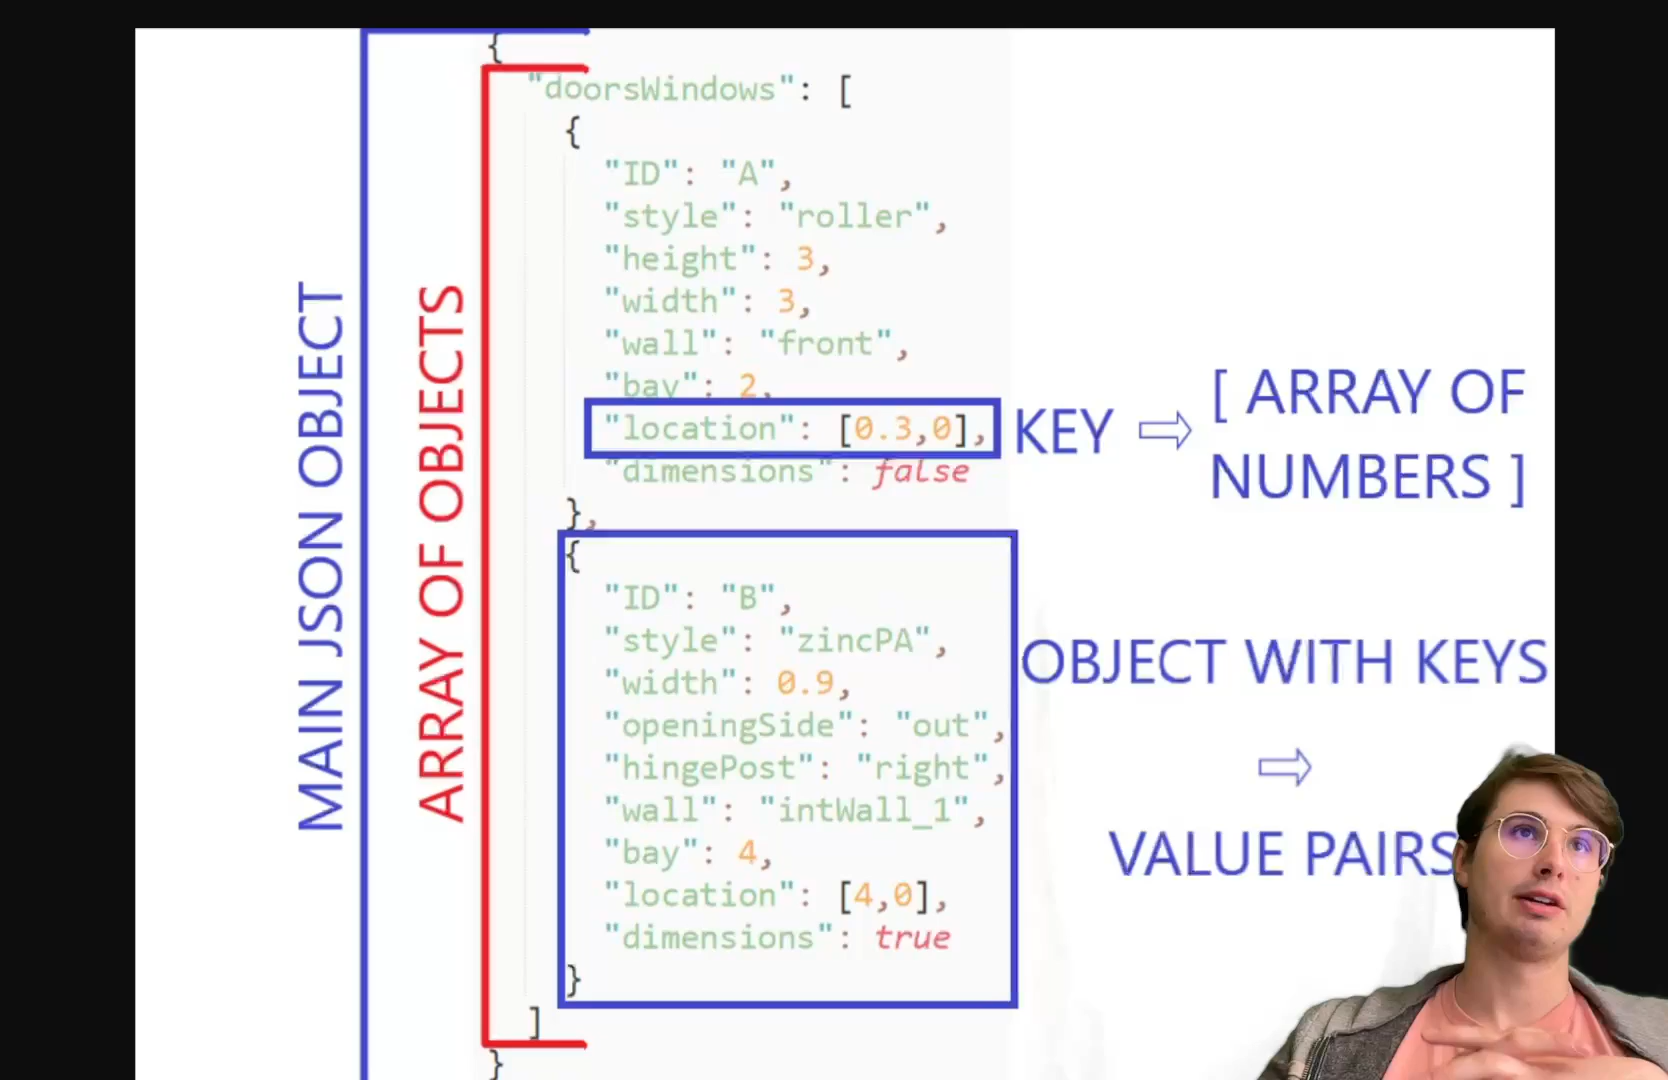 {
"doorsWindows": [
{
"ID": "A",
"style": "roller",
"height": 3,
"width": 3,
"wall": "front",
"bay": 2,
"location": [0.3,0],
"dimensions": false
},
{
"ID": "B",
"style": "zincPA",
"width": 0.9,
"openingSide": "out",
"hingePost": "right",
"wall": "intWall_1",
"bay": 4,
"location": [4,0],
"dimensions": true
}
]
}
MAIN JSON OBJECT
ARRAY OF OBJECTS
KEY ⇨ [ ARRAY OF
NUMBERS ]
OBJECT WITH KEYS
⇨
VALUE PAIRS